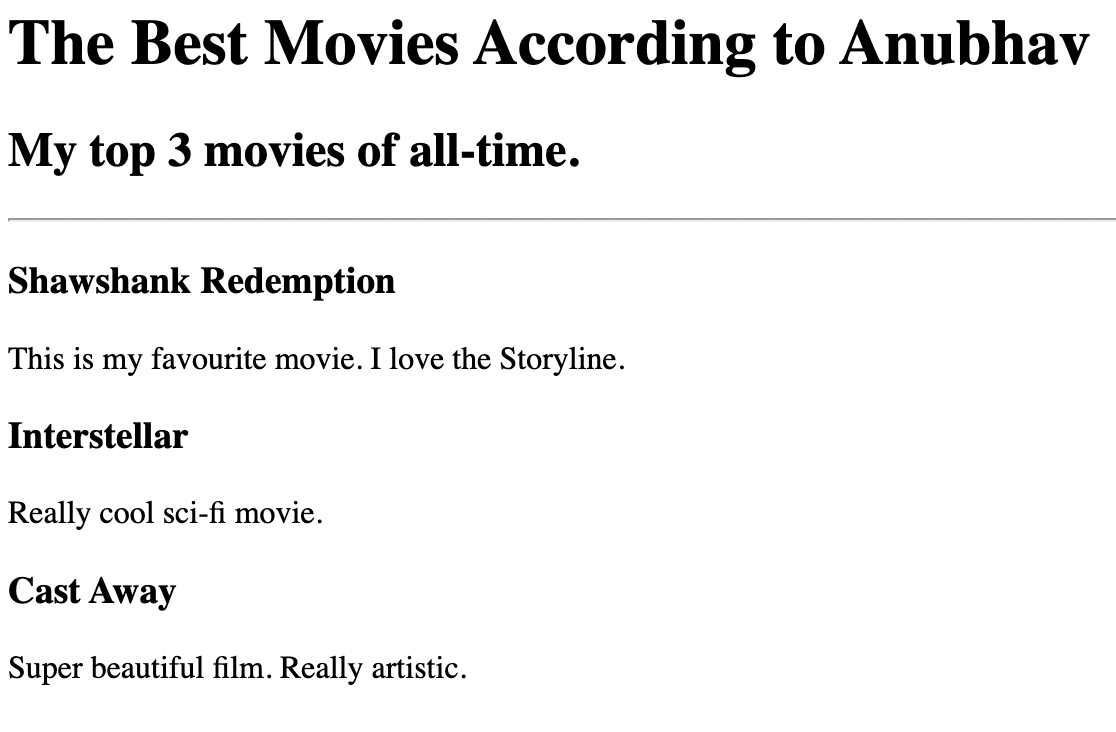 The Best Movies According to Anubhav
My top 3 movies of all-time.
Shawshank Redemption
This is my favourite movie. I love the Storyline.
Interstellar
Really cool sci-fi movie.
Cast Away
Super beautiful film. Really artistic.